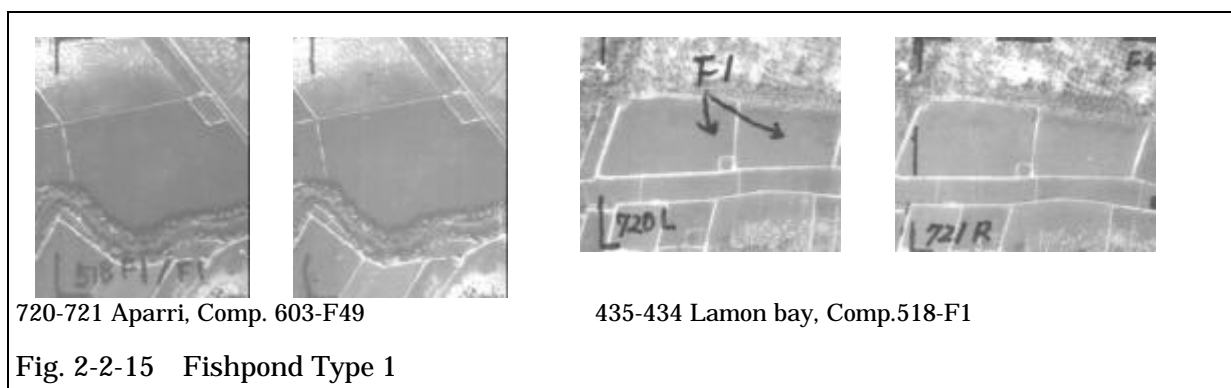 F1
F4
518 F1 / F1
720 L
721 R
720-721 Aparri, Comp. 603-F49
435-434 Lamon bay, Comp.518-F1
Fig. 2-2-15 Fishpond Type 1